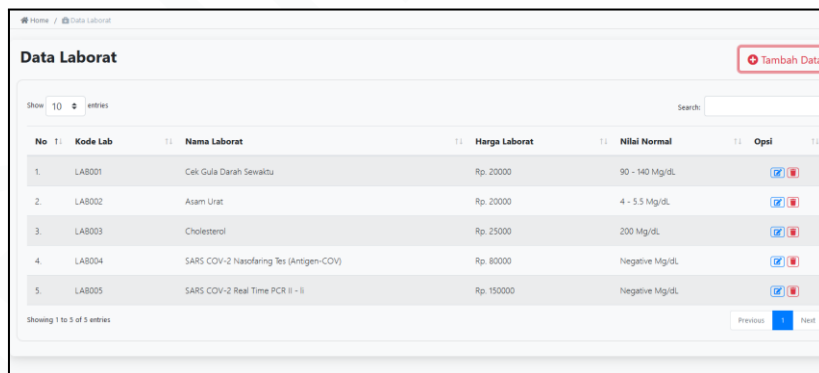 Home / Data Laborat
Data Laborat
Tambah Data
Show 10 entries
Search:
No Kode Lab Nama Laborat Harga Laborat Nilai Normal Opsi
1. LAB001 Cek Gula Darah Sewaktu Rp. 20000 90 - 140 Mg/dL
2. LAB002 Asam Urat Rp. 20000 4 - 5.5 Mg/dL
3. LAB003 Cholesterol Rp. 25000 200 Mg/dL
4. LAB004 SARS COV-2 Nasofaring Tes (Antigen-COV) Rp. 80000 Negative Mg/dL
5. LAB005 SARS COV-2 Real Time PCR II - Ii Rp. 150000 Negative Mg/dL
Showing 1 to 5 of 5 entries
Previous 1 Next